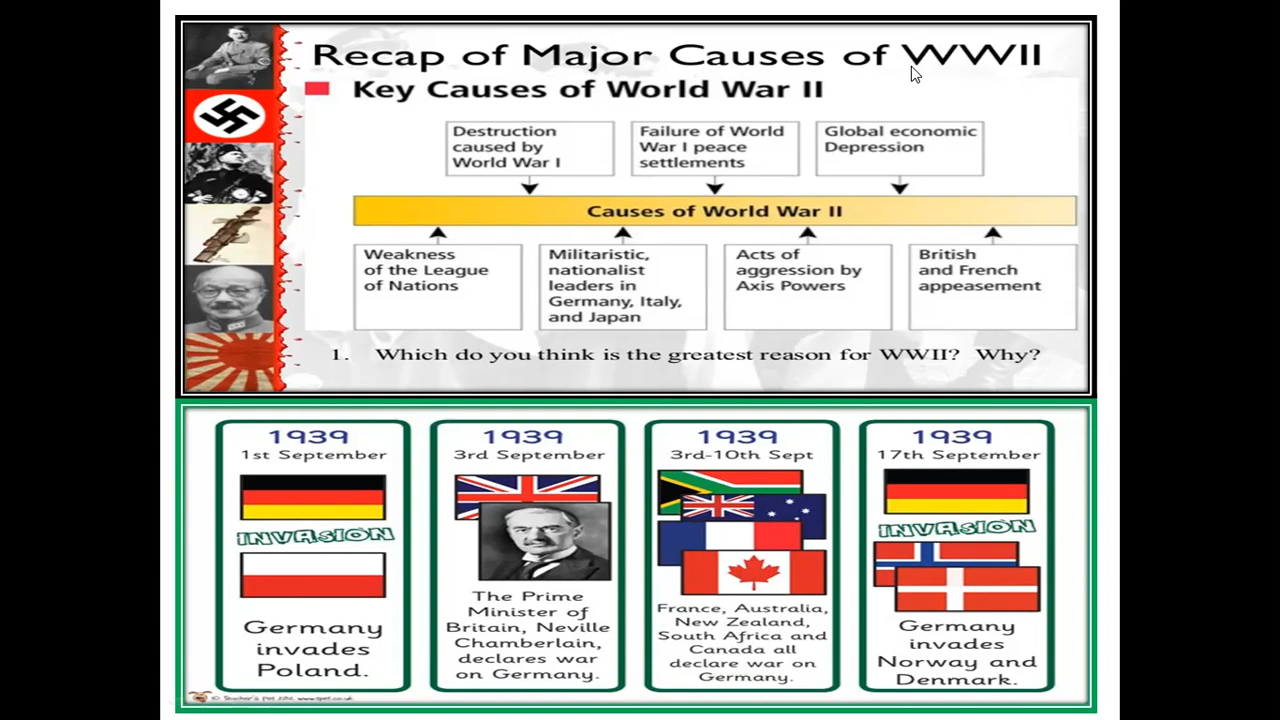 Recap of Major Causes of WWII
Key Causes of World War II
Destruction
caused by
World War I
Failure of World
War I peace
settlements
Global economic
Depression
Causes of World War II
Weakness
of the League
of Nations
Militaristic,
nationalist
leaders in
Germany, Italy,
and Japan
Acts of
aggression by
Axis Powers
British
and French
appeasement
1. Which do you think is the greatest reason for WWII? Why?
1939
1st September
INVASION
Germany
invades
Poland.
1939
3rd September
The Prime
Minister of
Britain, Neville
Chamberlain,
declares war
on Germany.
1939
3rd-10th Sept
France, Australia,
New Zealand,
South Africa and
Canada all
declare war on
Germany.
1939
17th September
INVASION
Germany
invades
Norway and
Denmark.